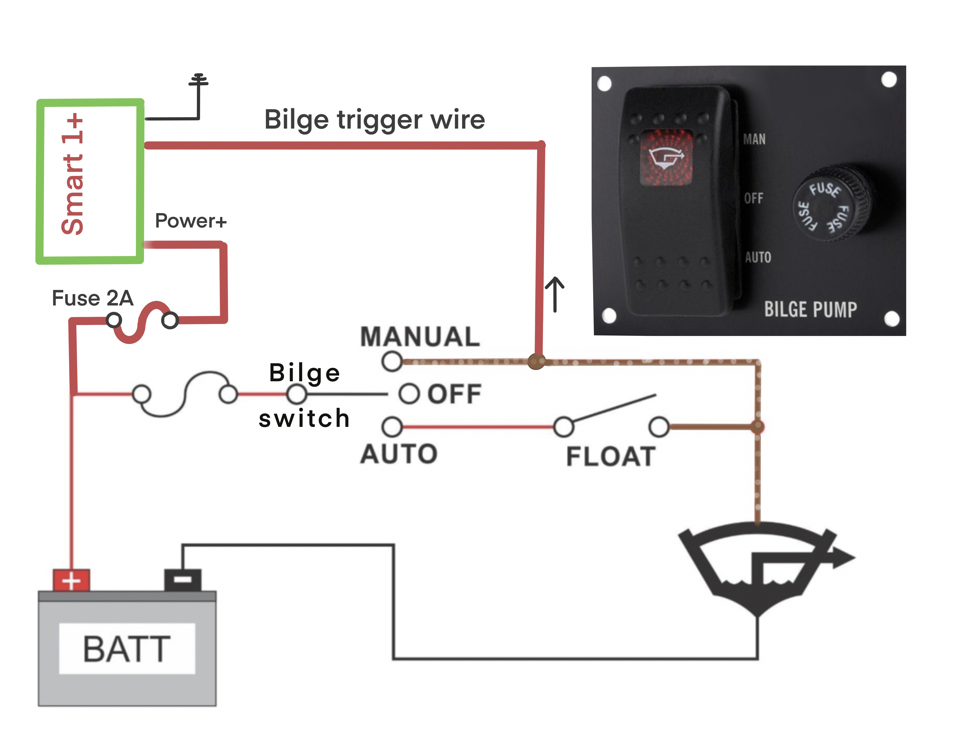 Smart 1+
Bilge trigger wire
Power+
Fuse 2A
MAN
OFF
AUTO
FUSE FUSE FUSE
BILGE PUMP
MANUAL
Bilge
switch
OFF
AUTO
FLOAT
+
-
BATT